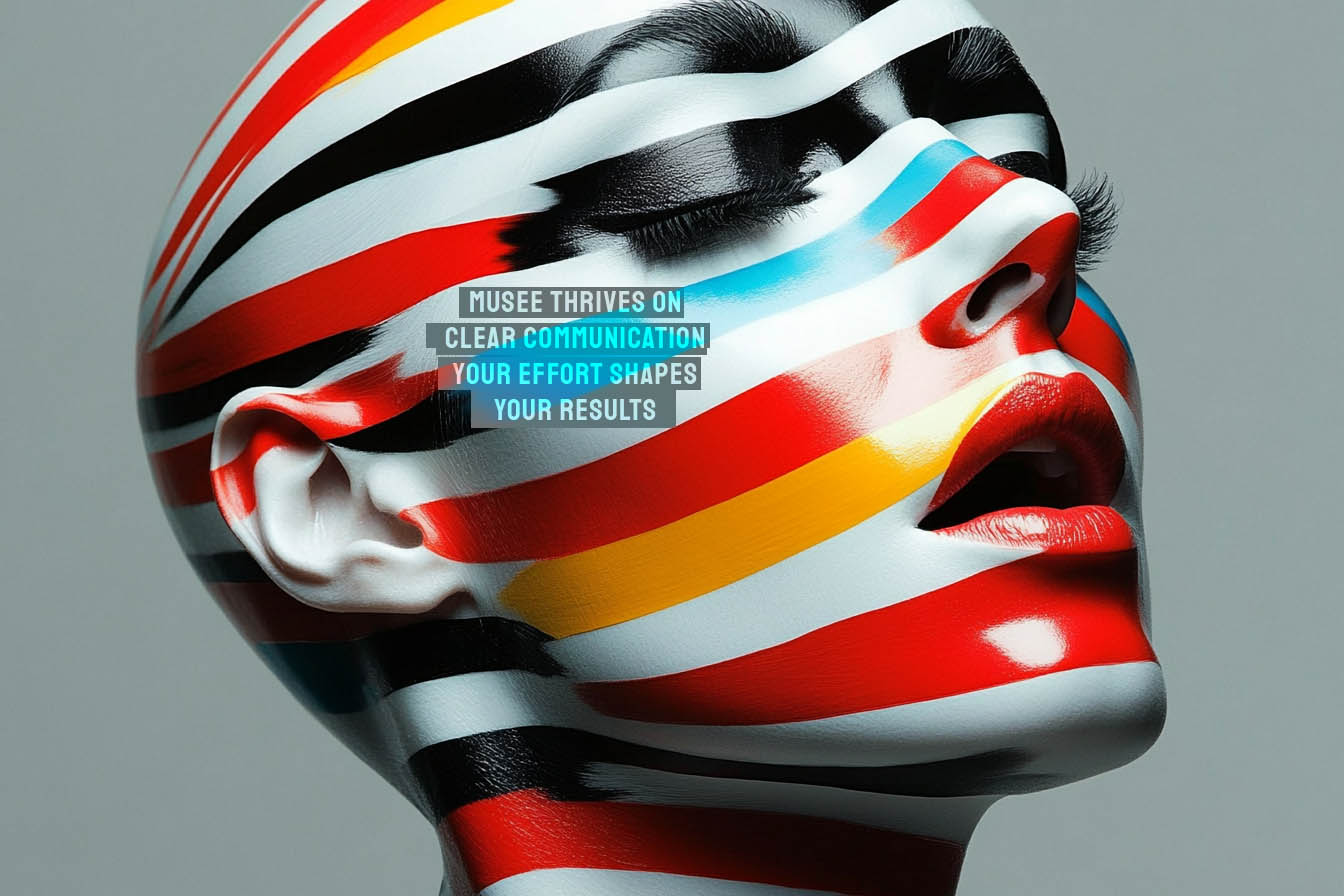 MUSEE THRIVES ON
CLEAR COMMUNICATION
YOUR EFFORT SHAPES
YOUR RESULTS